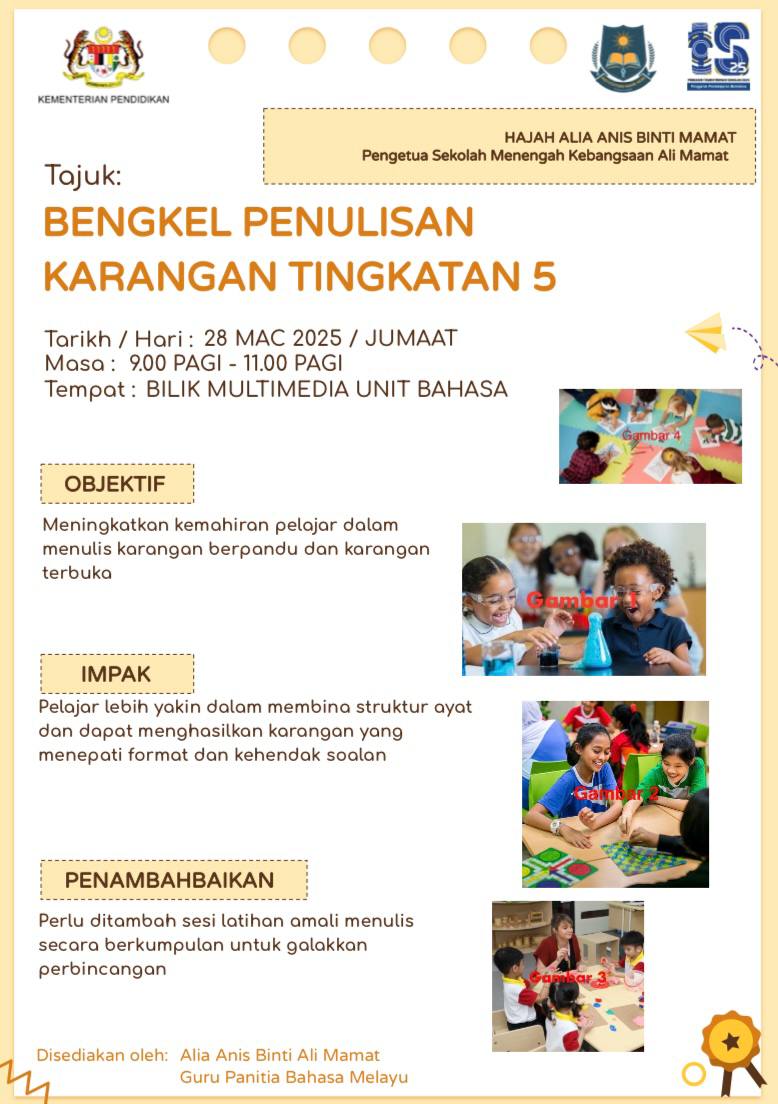 KEMENTERIAN PENDIDIKAN
25
HAJAH ALIA ANIS BINTI MAMAT
Pengetua Sekolah Menengah Kebangsaan Ali Mamat
Tajuk:
BENGKEL PENULISAN
KARANGAN TINGKATAN 5
Tarikh / Hari : 28 MAC 2025 / JUMAAT
Masa : 9.00 PAGI - 11.00 PAGI
Tempat : BILIK MULTIMEDIA UNIT BAHASA
Gambar 4
OBJEKTIF
Meningkatkan kemahiran pelajar dalam
menulis karangan berpandu dan karangan
terbuka
Gambar 1
IMPAK
Pelajar lebih yakin dalam membina struktur ayat
dan dapat menghasilkan karangan yang
menepati format dan kehendak soalan
Gambar 2
PENAMBAHBAIKAN
Perlu ditambah sesi latihan amali menulis
secara berkumpulan untuk galakkan
perbincangan
Gambar 3
Disediakan oleh: Alia Anis Binti Ali Mamat
Guru Panitia Bahasa Melayu